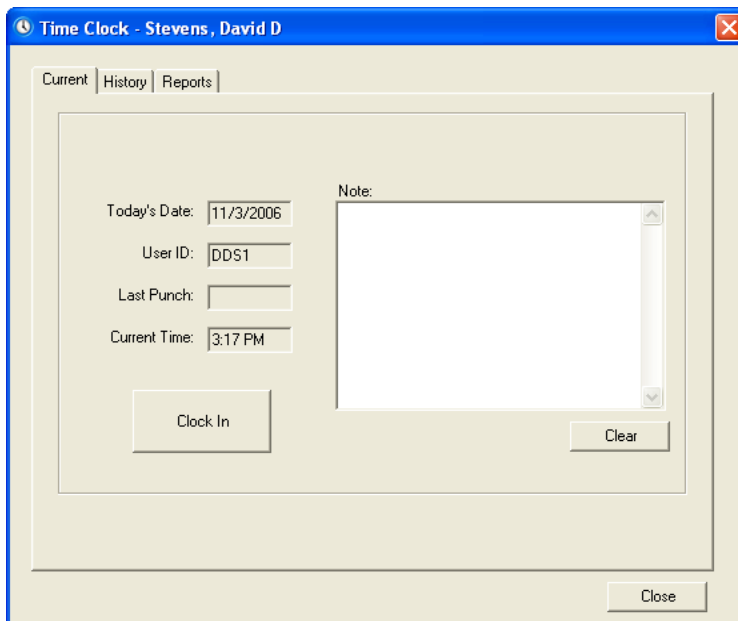 Time Clock - Stevens, David D
Current History Reports
Note:
Today's Date: 11/3/2006
User ID: DDS1
Last Punch:
Current Time: 3:17 PM
Clock In
Clear
Close